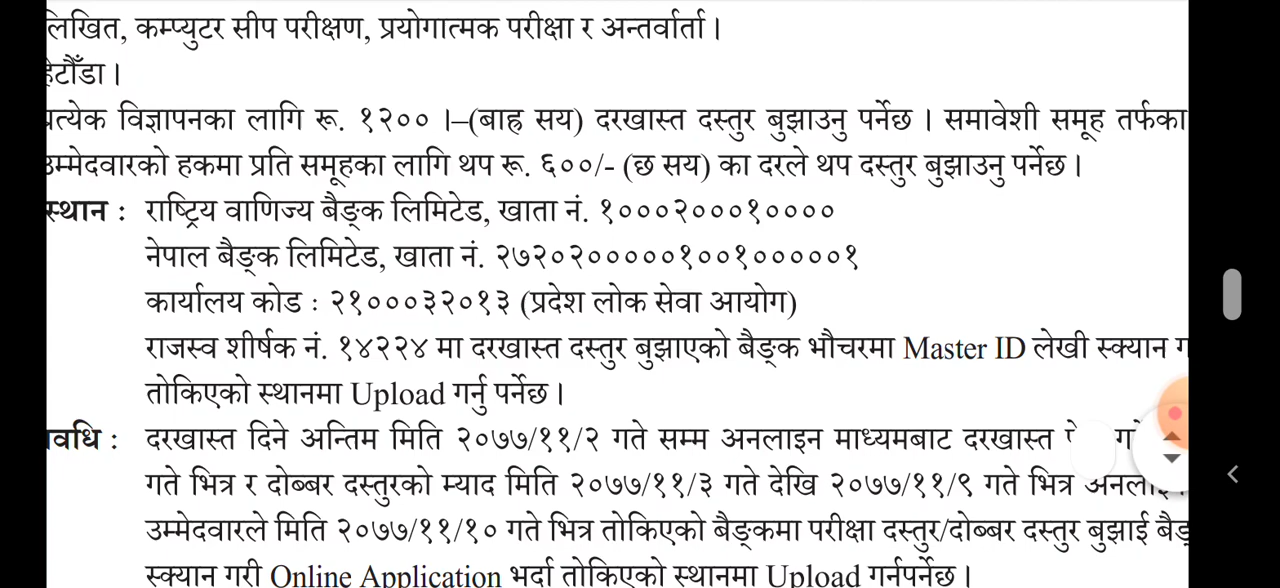 लिखित, कम्प्युटर सीप परीक्षण, प्रयोगात्मक परीक्षा र अन्तर्वार्ता ।
हेटौँडा ।
प्रत्येक विज्ञापनका लागि रू. १२०० ।–(बाह्र सय) दरखास्त दस्तुर बुझाउनु पर्नेछ । समावेशी समूह तर्फका
उम्मेदवारको हकमा प्रति समूहका लागि थप रू. ६००/- (छ सय) का दरले थप दस्तुर बुझाउनु पर्नेछ ।
स्थान : राष्ट्रिय वाणिज्य बैङ्क लिमिटेड, खाता नं. १०००२०००१००००
नेपाल बैङ्क लिमिटेड, खाता नं. २७२०२०००००१००१०००००१
कार्यालय कोड : २१०००३२०१३ (प्रदेश लोक सेवा आयोग)
राजस्व शीर्षक नं. १४२२४ मा दरखास्त दस्तुर बुझाएको बैङ्क भौचरमा Master ID लेखी स्क्यान
तोकिएको स्थानमा Upload गर्नु पर्नेछ ।
वधि : दरखास्त दिने अन्तिम मिति २०७७/११/२ गते सम्म अनलाइन माध्यमबाट दरखास्त
गते भित्र र दोब्बर दस्तुरको म्याद मिति २०७७/११/३ गते देखि २०७७/११/९ गते भित्र
उम्मेदवारले मिति २०७७/११/१० गते भित्र तोकिएको बैङ्कमा परीक्षा दस्तुर/दोब्बर दस्तुर बुझाई
स्क्यान गरी Online Application भर्दा तोकिएको स्थानमा Upload गर्नुपर्नेछ ।